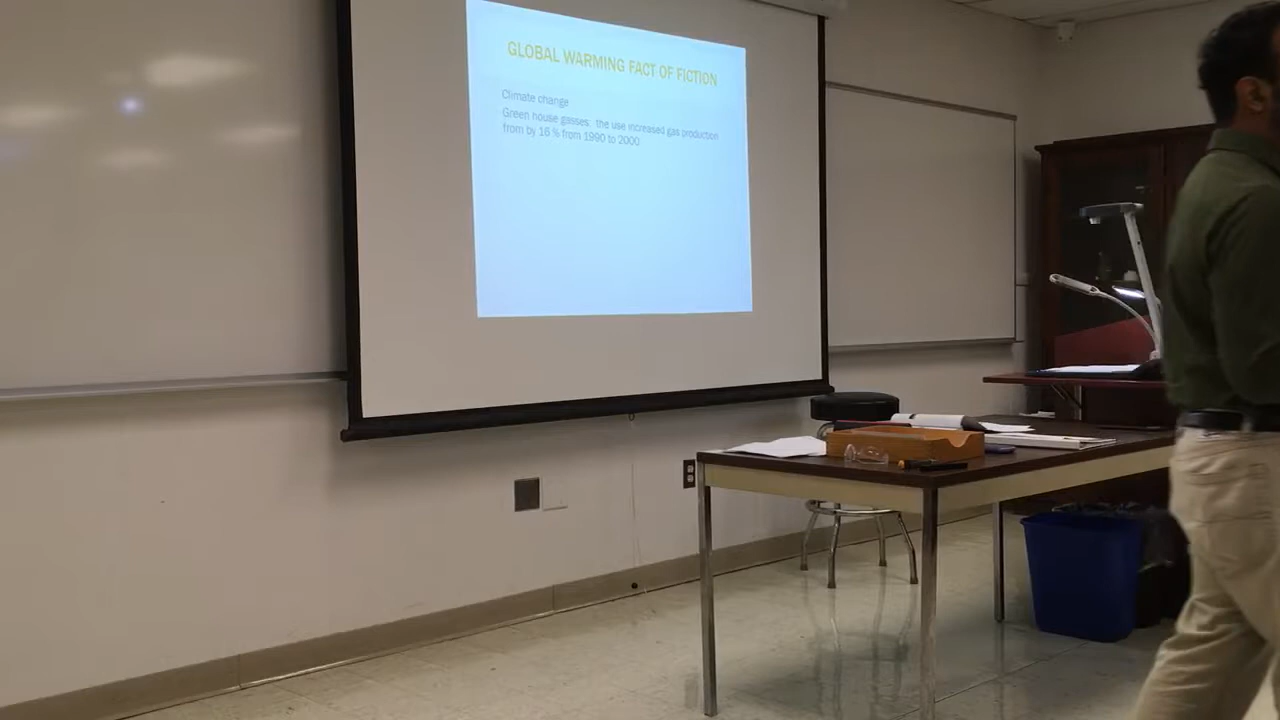 GLOBAL WARMING FACT OF FICTION
Climate change
Green house gasses:  the use increased gas production
from by 16 % from 1990 to 2000